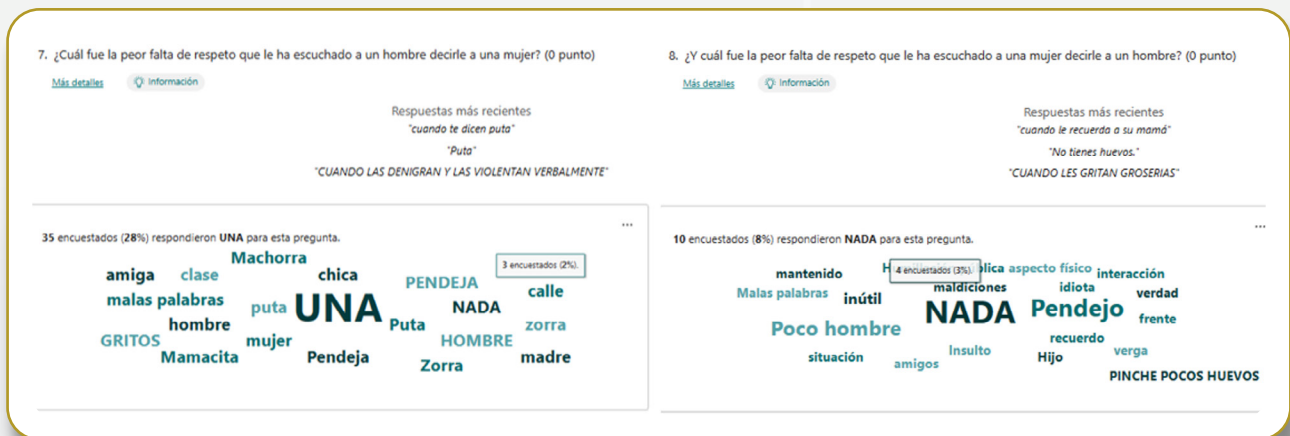 7. ¿Cuál fue la peor falta de respeto que le ha escuchado a un hombre decirle a una mujer? (0 punto)
Más detalles
Información
Respuestas más recientes
"cuando te dicen puta"
"Puta"
"CUANDO LAS DENIGRAN Y LAS VIOLENTAN VERBALMENTE"
...
35 encuestados (28%) respondieron UNA para esta pregunta.
3 encuestados (2%).
Machorra
amiga
clase
chica
PENDEJA
calle
malas palabras
puta
UNA
NADA
hombre
Puta
zorra
GRITOS
mujer
HOMBRE
Mamacita
Pendeja
Zorra
madre
8. ¿Y cuál fue la peor falta de respeto que le ha escuchado a una mujer decirle a un hombre? (0 punto)
Más detalles
Información
Respuestas más recientes
"cuando le recuerda a su mamá"
"No tienes huevos."
"CUANDO LES GRITAN GROSERIAS"
...
10 encuestados (8%) respondieron NADA para esta pregunta.
4 encuestados (3%).
mantenido
aspecto físico
interacción
Malas palabras
inútil
maldiciones
idiota
verdad
NADA
Pendejo
frente
Poco hombre
recuerdo
situación
amigos
Insulto
Hijo
verga
PINCHE POCOS HUEVOS